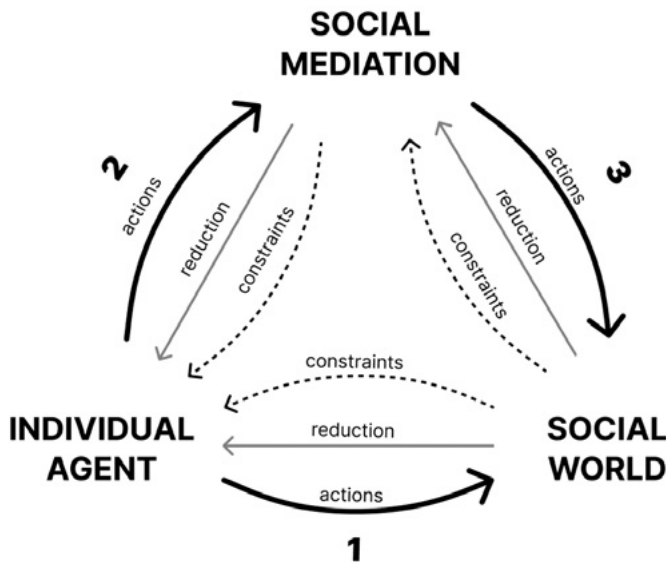 SOCIAL
MEDIATION
2
actions
reduction
constraints
actions
3
reduction
constraints
constraints
INDIVIDUAL
AGENT
reduction
SOCIAL
WORLD
actions
1